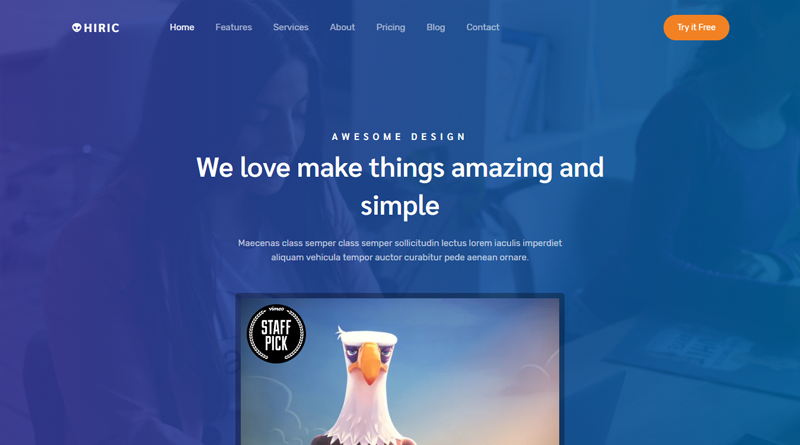 HIRIC
Home Features Services About Pricing Blog Contact
Try it Free
AWESOME DESIGN
We love make things amazing and
simple
Maecenas class semper class semper sollicitudin lectus lorem iaculis imperdiet
aliquam vehicula tempor auctor curabitur pede aenean ornare.
vimeo
STAFF
PICK